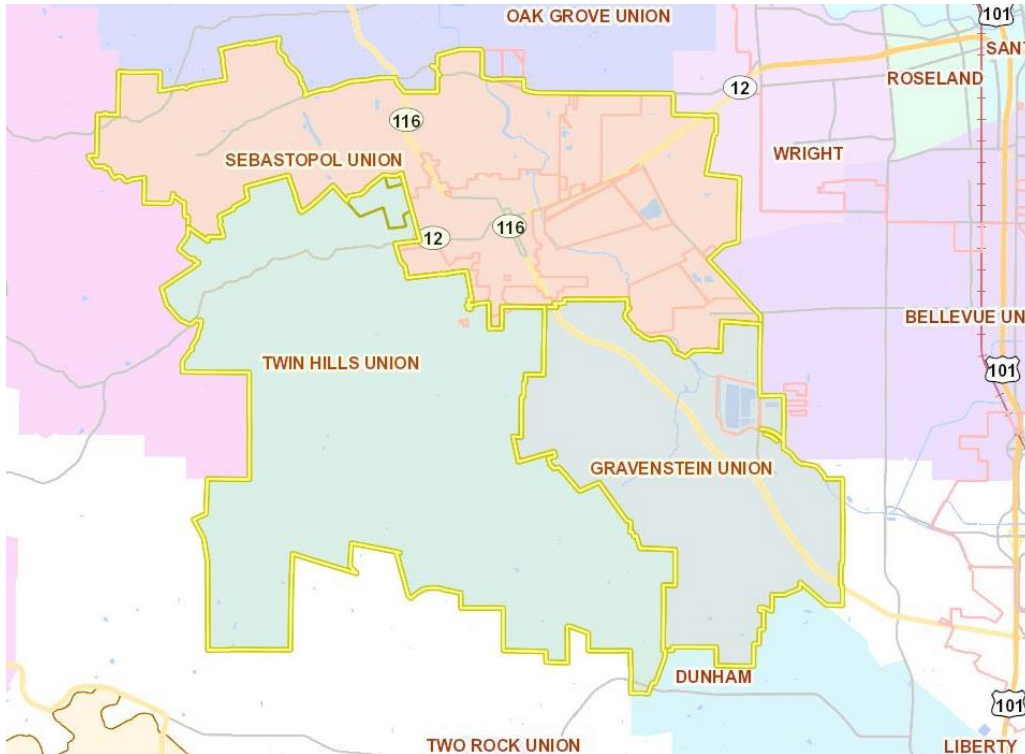 OAK GROVE UNION
101
SAN
ROSELAND
12
116
WRIGHT
SEBASTOPOL UNION
116
12
BELLEVUE UN
TWIN HILLS UNION
101
GRAVENSTEIN UNION
DUNHAM
101
TWO ROCK UNION
LIBERTY